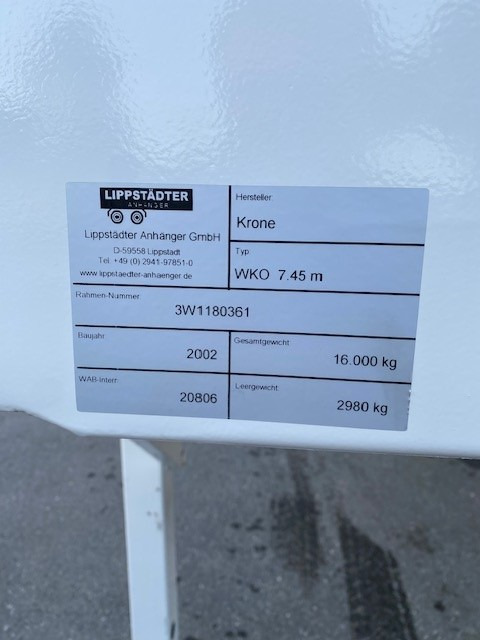 LIPPSTÄDTER
ANHÄNGER
Lippstädter Anhänger GmbH
D-59558 Lippstadt
Tel. +49 (0) 2941-97851-0
www.lippstaedter-anhaenger.de
Hersteller:
Krone
Typ
WKO 7.45 m
Rahmen-Nummer
3W1180361
Baujahr:
2002
Gesamtgewicht
16.000 kg
WAB-Intern:
20806
Leergewicht:
2980 kg